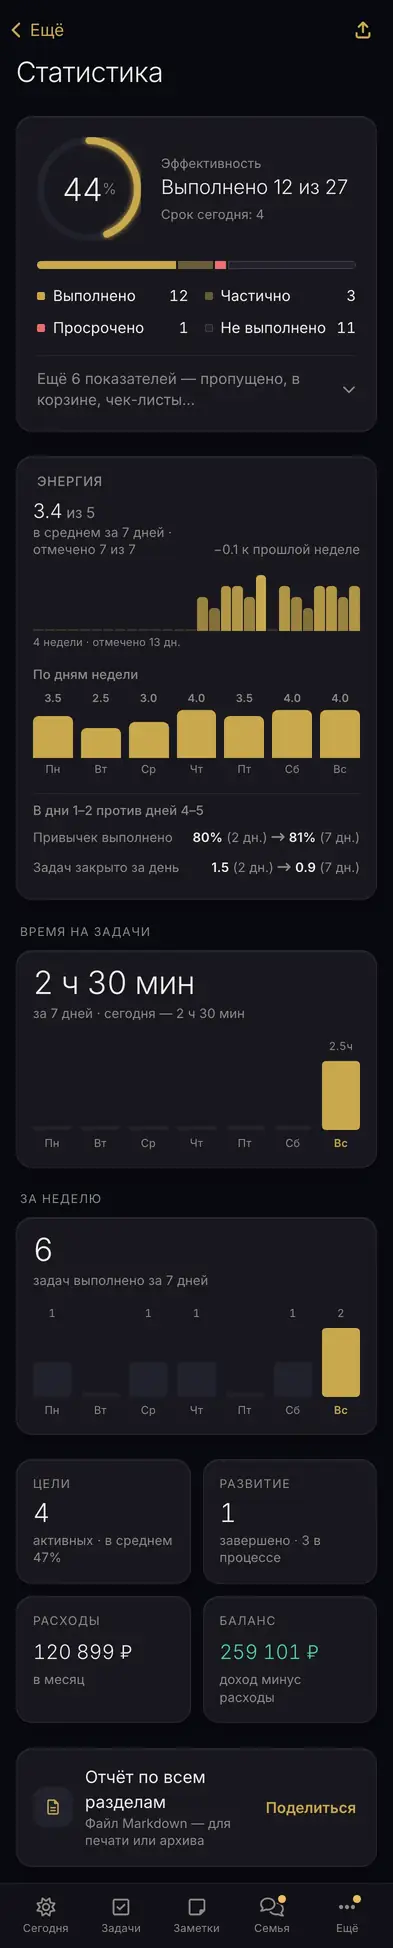 Ещё
Статистика
44%
Эффективность
Выполнено 12 из 27
Срок сегодня: 4
Выполнено 12
Частично 3
Просрочено 1
Не выполнено 11
Ещё 6 показателей — пропущено, в
корзине, чек-листы...
ЭНЕРГИЯ
3.4 из 5
в среднем за 7 дней ·
отмечено 7 из 7
−0.1 к прошлой неделе
4 недели · отмечено 13 дн.
По дням недели
3.5 2.5 3.0 4.0 3.5 4.0 4.0
Пн Вт Ср Чт Пт Сб Вс
В дни 1–2 против дней 4–5
Привычек выполнено 80% (2 дн.) → 81% (7 дн.)
Задач закрыто за день 1.5 (2 дн.) → 0.9 (7 дн.)
ВРЕМЯ НА ЗАДАЧИ
2 ч 30 мин
за 7 дней · сегодня — 2 ч 30 мин
2.5ч
Пн Вт Ср Чт Пт Сб Вс
ЗА НЕДЕЛЮ
6
задач выполнено за 7 дней
1 1 1 1 2
Пн Вт Ср Чт Пт Сб Вс
ЦЕЛИ
4
активных · в среднем
47%
РАЗВИТИЕ
1
завершено · 3 в
процессе
РАСХОДЫ
120 899 ₽
в месяц
БАЛАНС
259 101 ₽
доход минус
расходы
Отчёт по всем
разделам
Файл Markdown — для
печати или архива
Поделиться
Сегодня Задачи Заметки Семья Ещё